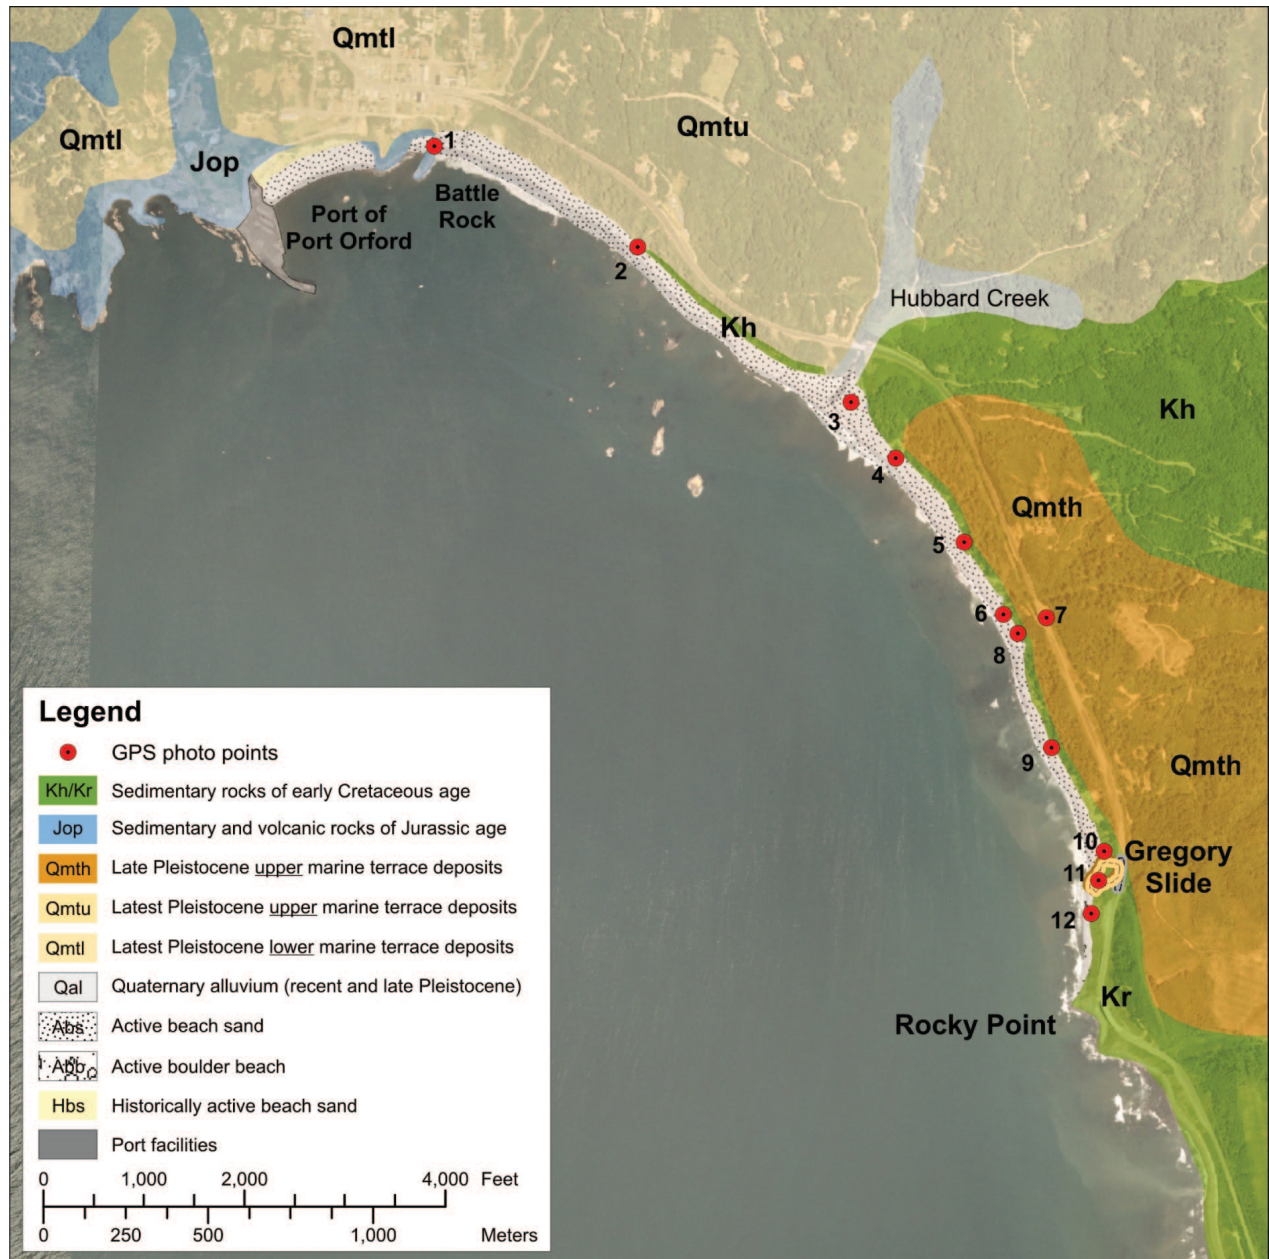 Qmtl
Qmtl
Qmtu
Jop
1
Battle
Rock
Port of
Port Orford
2
Hubbard Creek
Kh
Kh
3
4
Qmth
5
6
7
8
Qmth
9
10
Gregory
Slide
11
12
Kr
Rocky Point
Legend
GPS photo points
Kh/Kr Sedimentary rocks of early Cretaceous age
Jop Sedimentary and volcanic rocks of Jurassic age
Qmth Late Pleistocene upper marine terrace deposits
Qmtu Latest Pleistocene upper marine terrace deposits
Qmtl Latest Pleistocene lower marine terrace deposits
Qal Quaternary alluvium (recent and late Pleistocene)
Abs Active beach sand
Abb Active boulder beach
Hbs Historically active beach sand
Port facilities
0 1,000 2,000 4,000 Feet
0 250 500 1,000 Meters